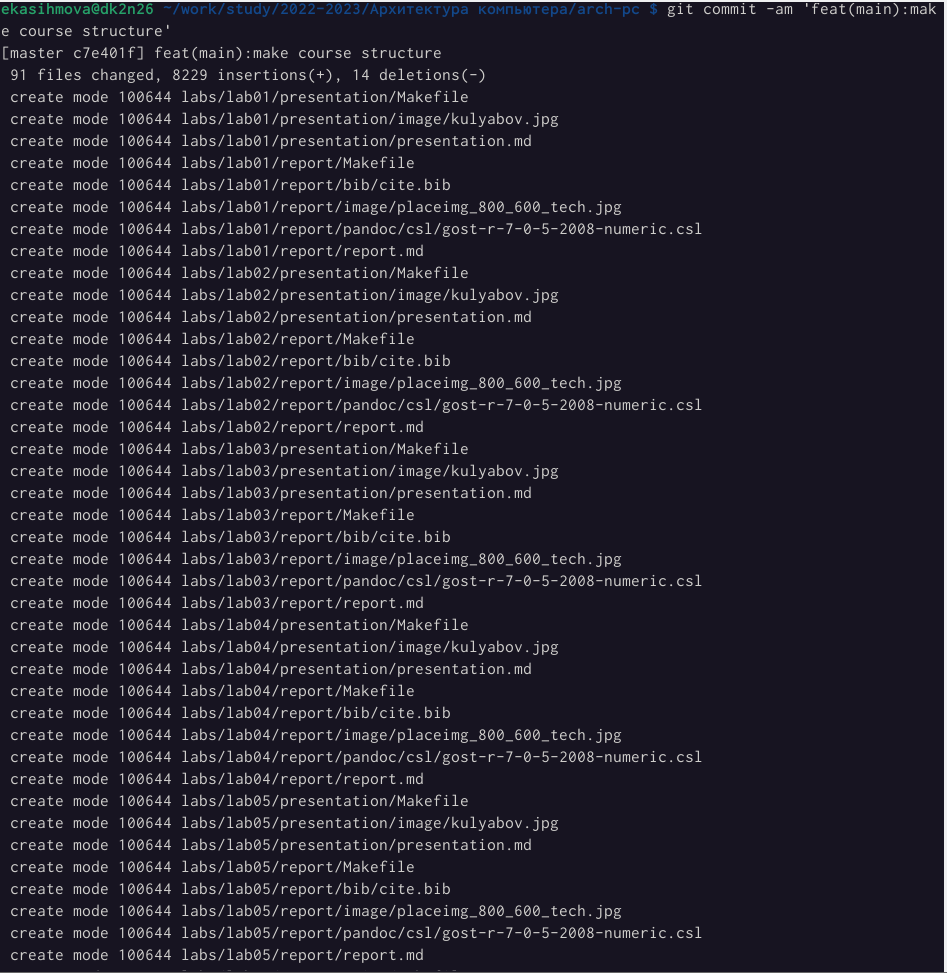 ekasihmova@dk2n26 ~/work/study/2022-2023/Архитектура компьютера/arch-pc $ git commit -am 'feat(main):mak
e course structure'
[master c7e401f] feat(main):make course structure
 91 files changed, 8229 insertions(+), 14 deletions(-)
 create mode 100644 labs/lab01/presentation/Makefile
 create mode 100644 labs/lab01/presentation/image/kulyabov.jpg
 create mode 100644 labs/lab01/presentation/presentation.md
 create mode 100644 labs/lab01/report/Makefile
 create mode 100644 labs/lab01/report/bib/cite.bib
 create mode 100644 labs/lab01/report/image/placeimg_800_600_tech.jpg
 create mode 100644 labs/lab01/report/pandoc/csl/gost-r-7-0-5-2008-numeric.csl
 create mode 100644 labs/lab01/report/report.md
 create mode 100644 labs/lab02/presentation/Makefile
 create mode 100644 labs/lab02/presentation/image/kulyabov.jpg
 create mode 100644 labs/lab02/presentation/presentation.md
 create mode 100644 labs/lab02/report/Makefile
 create mode 100644 labs/lab02/report/bib/cite.bib
 create mode 100644 labs/lab02/report/image/placeimg_800_600_tech.jpg
 create mode 100644 labs/lab02/report/pandoc/csl/gost-r-7-0-5-2008-numeric.csl
 create mode 100644 labs/lab02/report/report.md
 create mode 100644 labs/lab03/presentation/Makefile
 create mode 100644 labs/lab03/presentation/image/kulyabov.jpg
 create mode 100644 labs/lab03/presentation/presentation.md
 create mode 100644 labs/lab03/report/Makefile
 create mode 100644 labs/lab03/report/bib/cite.bib
 create mode 100644 labs/lab03/report/image/placeimg_800_600_tech.jpg
 create mode 100644 labs/lab03/report/pandoc/csl/gost-r-7-0-5-2008-numeric.csl
 create mode 100644 labs/lab03/report/report.md
 create mode 100644 labs/lab04/presentation/Makefile
 create mode 100644 labs/lab04/presentation/image/kulyabov.jpg
 create mode 100644 labs/lab04/presentation/presentation.md
 create mode 100644 labs/lab04/report/Makefile
 create mode 100644 labs/lab04/report/bib/cite.bib
 create mode 100644 labs/lab04/report/image/placeimg_800_600_tech.jpg
 create mode 100644 labs/lab04/report/pandoc/csl/gost-r-7-0-5-2008-numeric.csl
 create mode 100644 labs/lab04/report/report.md
 create mode 100644 labs/lab05/presentation/Makefile
 create mode 100644 labs/lab05/presentation/image/kulyabov.jpg
 create mode 100644 labs/lab05/presentation/presentation.md
 create mode 100644 labs/lab05/report/Makefile
 create mode 100644 labs/lab05/report/bib/cite.bib
 create mode 100644 labs/lab05/report/image/placeimg_800_600_tech.jpg
 create mode 100644 labs/lab05/report/pandoc/csl/gost-r-7-0-5-2008-numeric.csl
 create mode 100644 labs/lab05/report/report.md